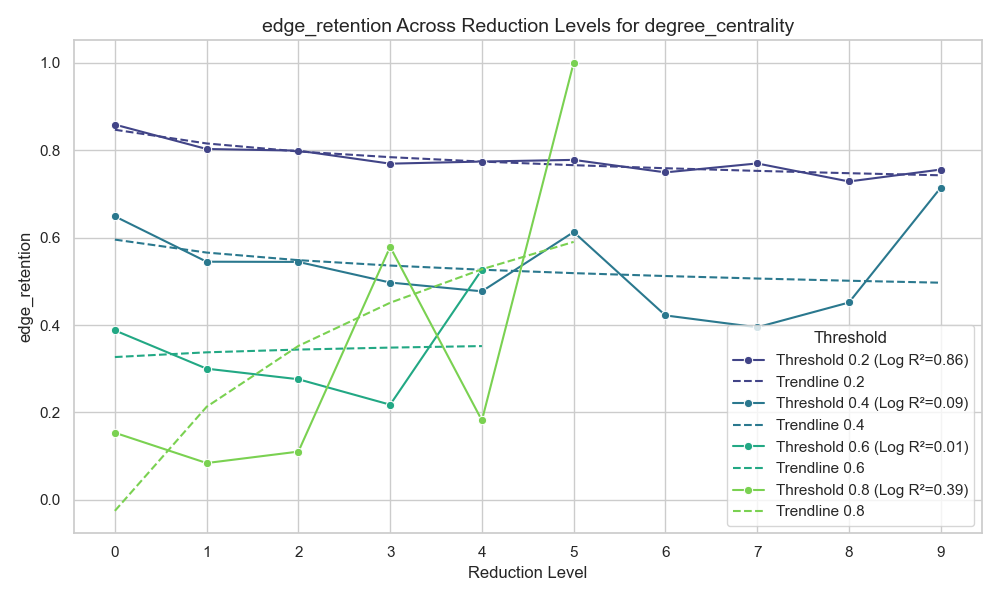 edge_retention Across Reduction Levels for degree_centrality
edge_retention
1.0
0.8
0.6
0.4
0.2
0.0
0 1 2 3 4 5 6 7 8 9
Reduction Level
Threshold
Threshold 0.2 (Log R²=0.86)
Trendline 0.2
Threshold 0.4 (Log R²=0.09)
Trendline 0.4
Threshold 0.6 (Log R²=0.01)
Trendline 0.6
Threshold 0.8 (Log R²=0.39)
Trendline 0.8